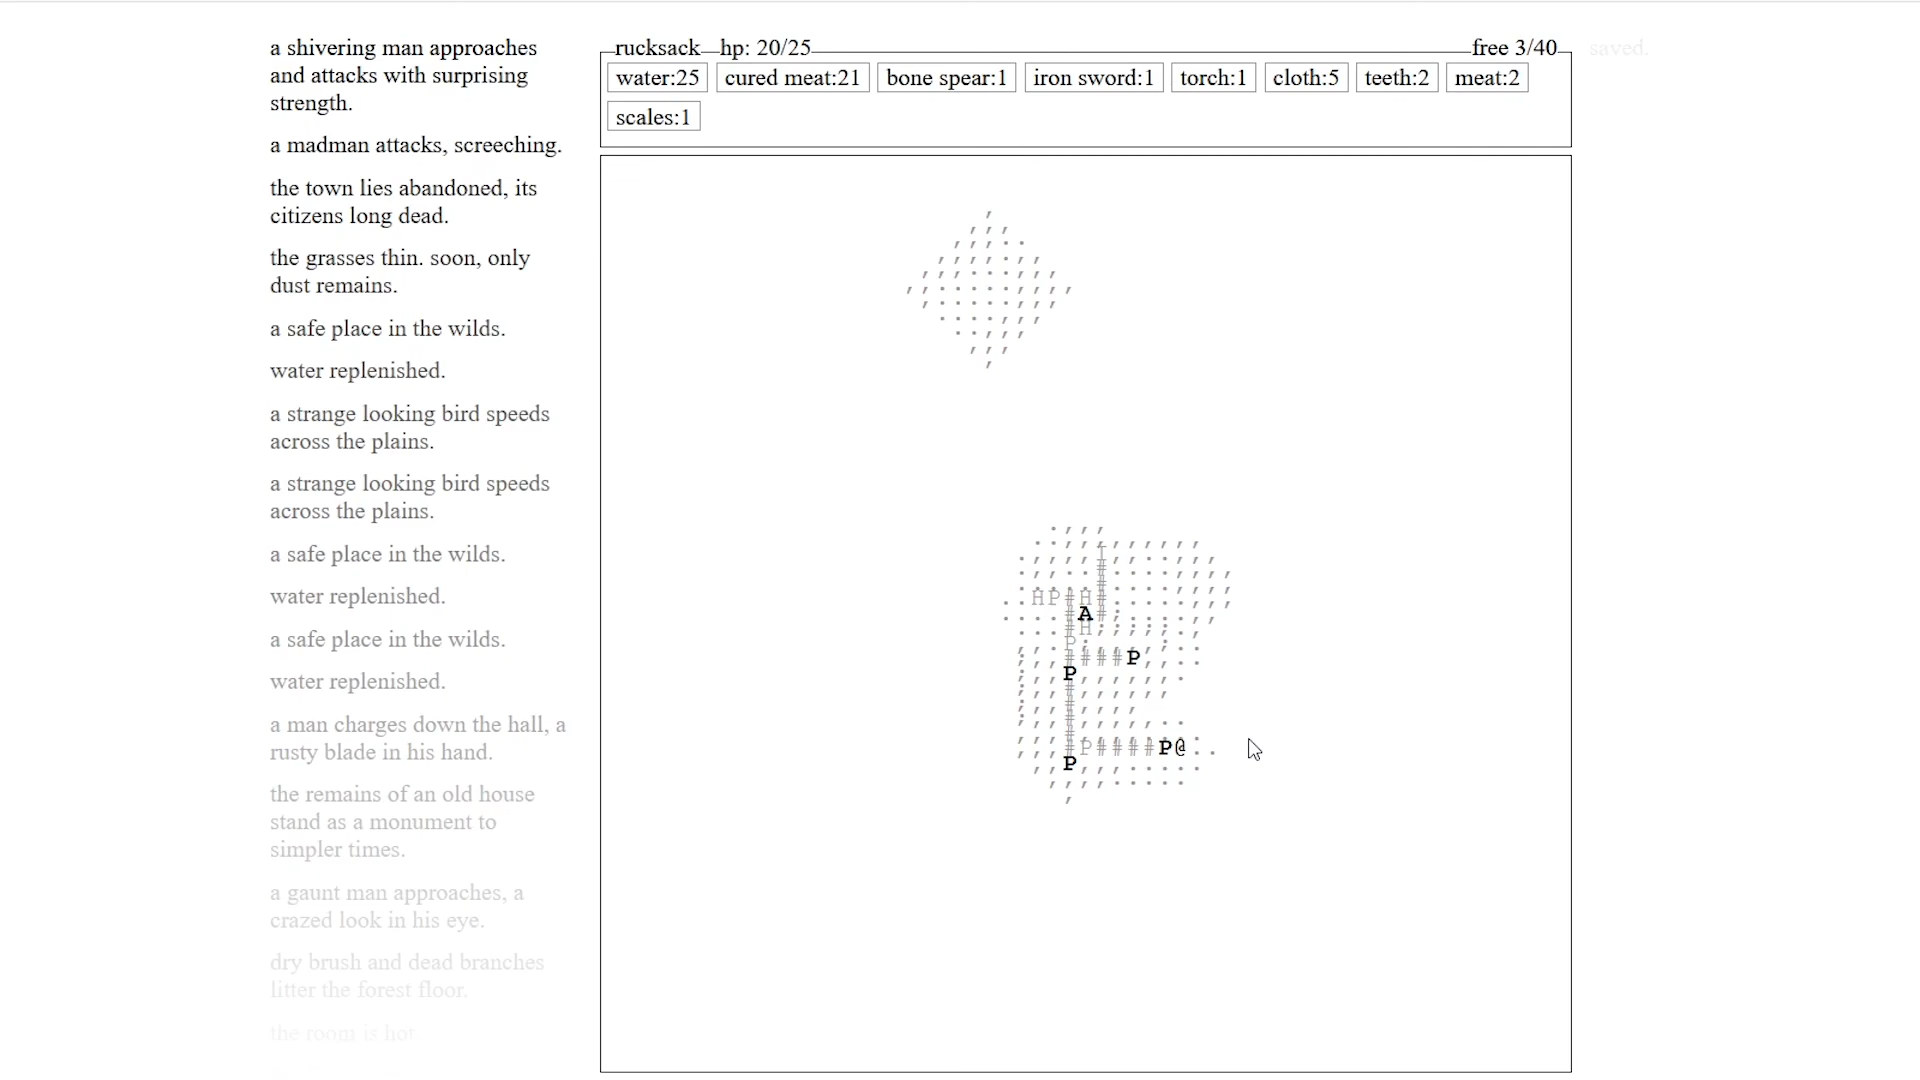 a shivering man approaches
and attacks with surprising
strength.
a madman attacks, screeching.
the town lies abandoned, its
citizens long dead.
the grasses thin. soon, only
dust remains.
a safe place in the wilds.
water replenished.
a strange looking bird speeds
across the plains.
a strange looking bird speeds
across the plains.
a safe place in the wilds.
water replenished.
a safe place in the wilds.
water replenished.
a man charges down the hall, a
rusty blade in his hand.
the remains of an old house
stand as a monument to
simpler times.
a gaunt man approaches, a
crazed look in his eye.
dry brush and dead branches
litter the forest floor.
the room is hot
rucksack hp: 20/25 free 3/40
water:25 cured meat:21 bone spear:1 iron sword:1 torch:1 cloth:5 teeth:2 meat:2
scales:1
saved.
I
#
#
HP#H#
#A#
#H
P
####P
P
#
#
#
#
#P####P@
P